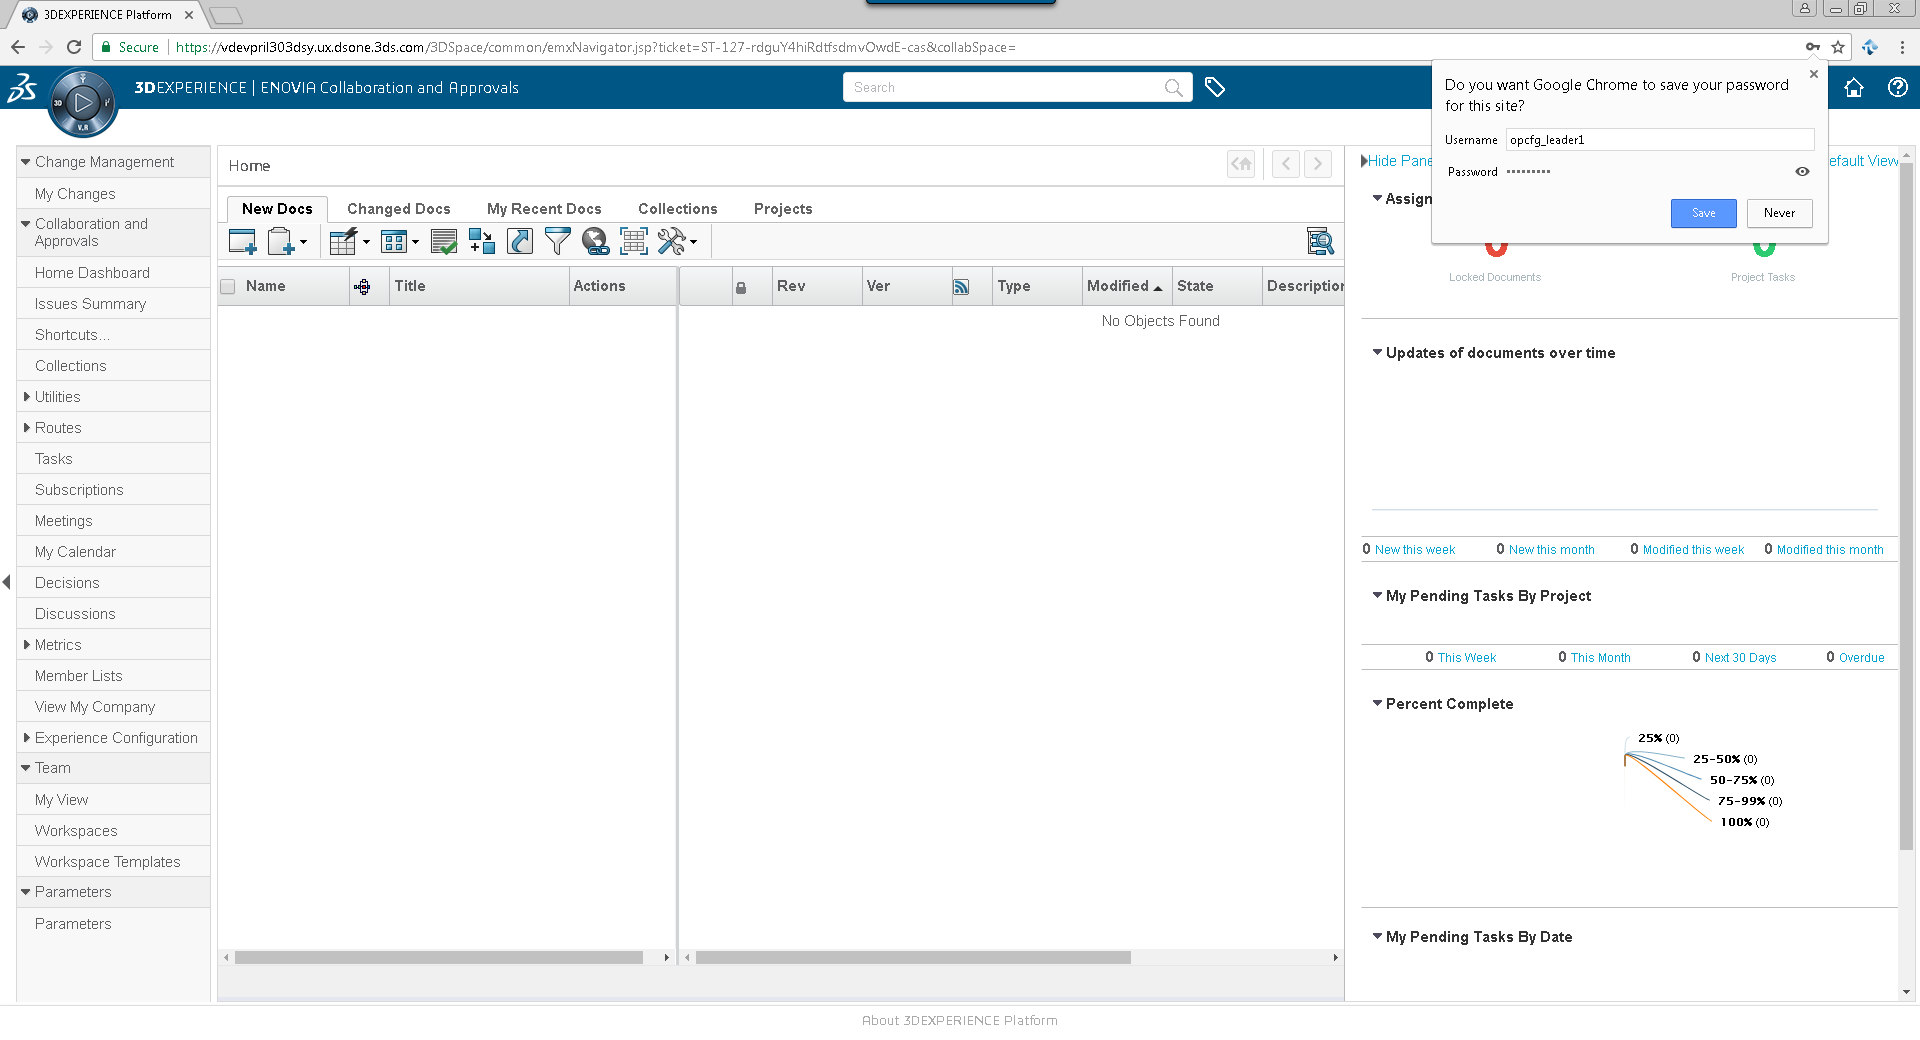 3DEXPERIENCE Platform
Secure https://vdevpril303dsy.ux.dsone.3ds.com/3DSpace/common/emxNavigator.jsp?ticket=ST-127-rdguY4hiRdtfsdmvOwdE-cas&collabSpace=
3DEXPERIENCE | ENOVIA Collaboration and Approvals
Search
3D
V.R
Do you want Google Chrome to save your password
for this site?
Username opcfg_leader1
Password •••••••••
Save Never
Change Management
My Changes
Collaboration and
Approvals
Home Dashboard
Issues Summary
Shortcuts...
Collections
Utilities
Routes
Tasks
Subscriptions
Meetings
My Calendar
Decisions
Discussions
Metrics
Member Lists
View My Company
Experience Configuration
Team
My View
Workspaces
Workspace Templates
Parameters
Parameters
Home
New Docs Changed Docs My Recent Docs Collections Projects
Name Title Actions Rev Ver Type Modified State Description
No Objects Found
Hide Pane efault View
Assign
Locked Documents Project Tasks
Updates of documents over time
0 New this week 0 New this month 0 Modified this week 0 Modified this month
My Pending Tasks By Project
0 This Week 0 This Month 0 Next 30 Days 0 Overdue
Percent Complete
25% (0)
25-50% (0)
50-75% (0)
75-99% (0)
100% (0)
My Pending Tasks By Date
About 3DEXPERIENCE Platform